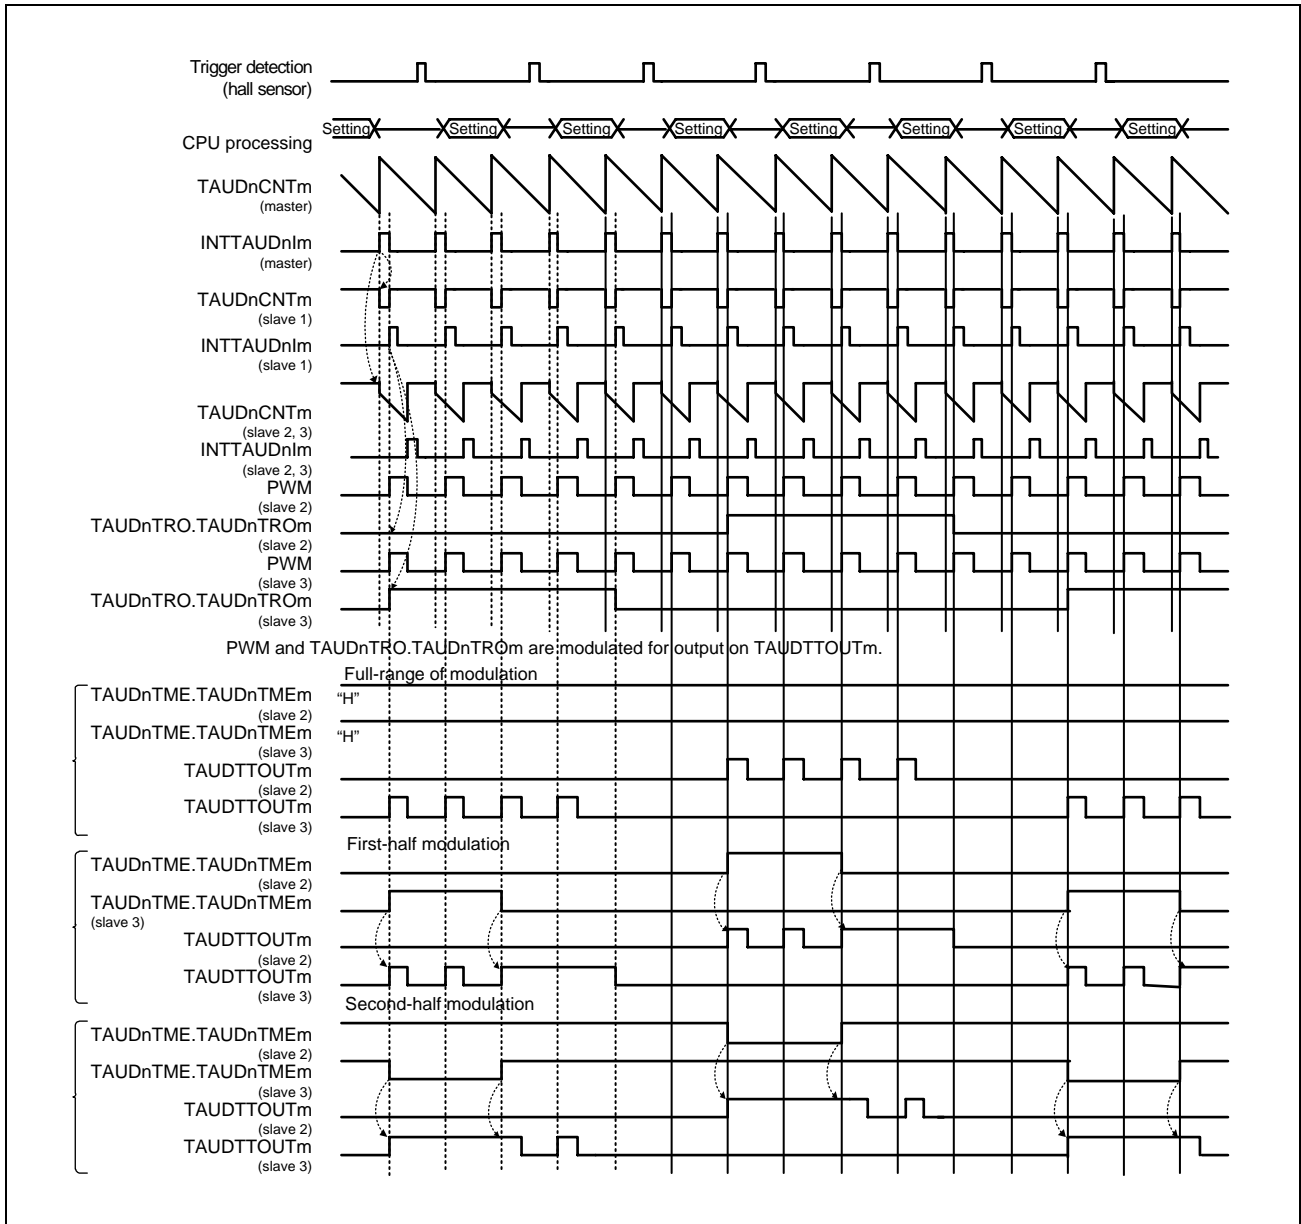 Trigger detection
(hall sensor)
CPU processing
Setting Setting Setting Setting Setting Setting Setting Setting
TAUDnCNTm
(master)
INTTAUDnIm
(master)
TAUDnCNTm
(slave 1)
INTTAUDnIm
(slave 1)
TAUDnCNTm
(slave 2, 3)
INTTAUDnIm
(slave 2, 3)
PWM
(slave 2)
TAUDnTRO.TAUDnTROm
(slave 2)
PWM
(slave 3)
TAUDnTRO.TAUDnTROm
(slave 3)
PWM and TAUDnTRO.TAUDnTROm are modulated for output on TAUDTTOUTm.
Full-range of modulation
TAUDnTME.TAUDnTMEm "H"
(slave 2)
TAUDnTME.TAUDnTMEm "H"
(slave 3)
TAUDTTOUTm
(slave 2)
TAUDTTOUTm
(slave 3)
First-half modulation
TAUDnTME.TAUDnTMEm
(slave 2)
TAUDnTME.TAUDnTMEm
(slave 3)
TAUDTTOUTm
(slave 2)
TAUDTTOUTm
(slave 3)
Second-half modulation
TAUDnTME.TAUDnTMEm
(slave 2)
TAUDnTME.TAUDnTMEm
(slave 3)
TAUDTTOUTm
(slave 2)
TAUDTTOUTm
(slave 3)